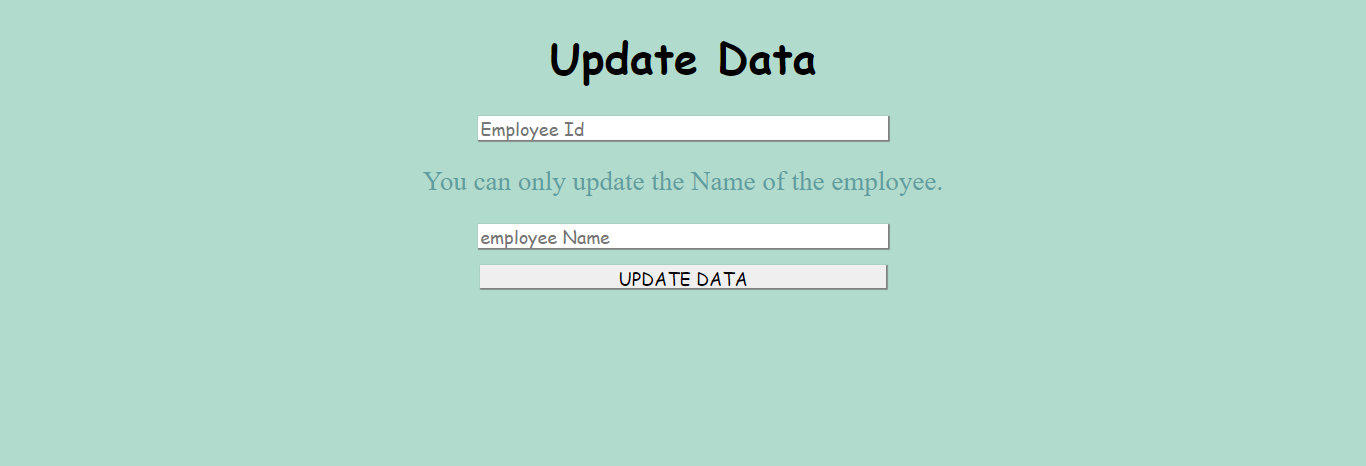 Update Data
Employee Id
You can only update the Name of the employee.
employee Name
UPDATE DATA